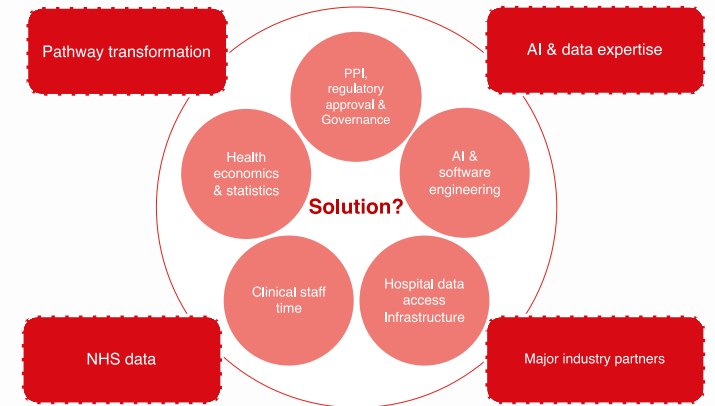 Pathway transformation
AI & data expertise
PPI,
regulatory
approval &
Governance
Health
economics
& statistics
AI &
software
engineering
Solution?
Clinical staff
time
Hospital data
access
Infrastructure
NHS data
Major industry partners